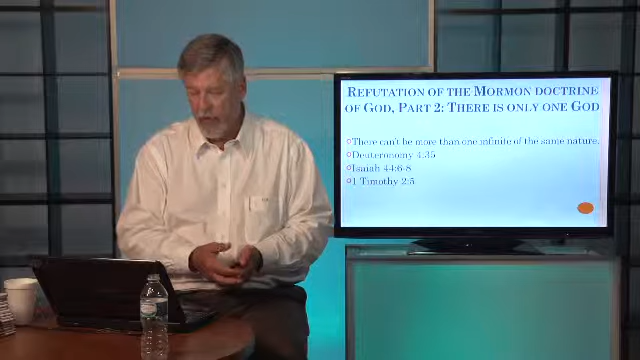 Refutation of the Mormon doctrine
of God, Part 2: There is only one God
There can't be more than one infinite of the same nature.
Deuteronomy 4:35
Isaiah 44:6-8
1 Timothy 2:5